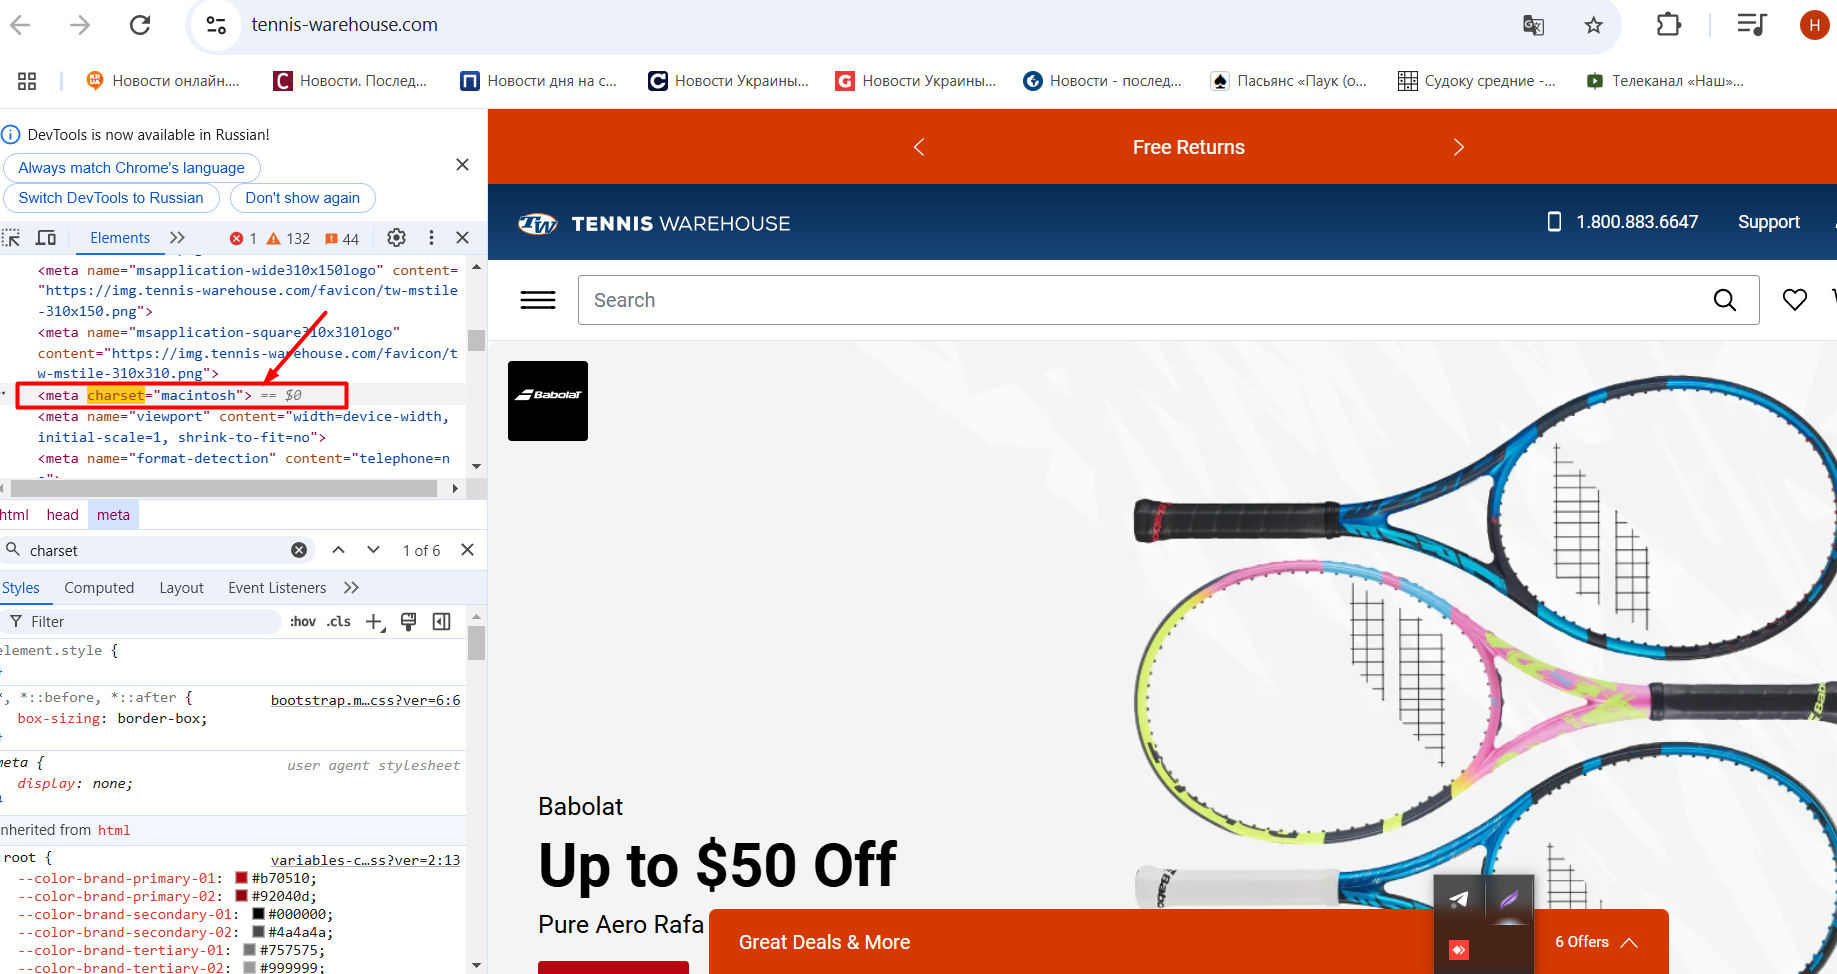 tennis-warehouse.com
H
Новости онлайн....
Новости. Послед...
Новости дня на с...
Новости Украины...
Новости Украины...
Новости - послед...
Пасьянс «Паук (о...
Судоку средние -...
Телеканал «Наш»...
DevTools is now available in Russian!
Always match Chrome's language
Switch DevTools to Russian
Don't show again
Elements
1
132
44
<meta name="msapplication-wide310x150logo" content=
"https://img.tennis-warehouse.com/favicon/tw-mstile
-310x150.png">
<meta name="msapplication-square310x310logo"
content="https://img.tennis-warehouse.com/favicon/t
w-mstile-310x310.png">
<meta charset="macintosh"> == $0
<meta name="viewport" content="width=device-width,
initial-scale=1, shrink-to-fit=no">
<meta name="format-detection" content="telephone=n
html head meta
charset
1 of 6
Styles Computed Layout Event Listeners
Filter
:hov .cls
element.style {
*, *::before, *::after {
bootstrap.m…css?ver=6:6
box-sizing: border-box;
meta {
user agent stylesheet
display: none;
nherited from html
:root {
variables-c…ss?ver=2:13
--color-brand-primary-01: #b70510;
--color-brand-primary-02: #92040d;
--color-brand-secondary-01: #000000;
--color-brand-secondary-02: #4a4a4a;
--color-brand-tertiary-01: #757575;
--color-brand-tertiary-02: #999999;
Free Returns
TW TENNIS WAREHOUSE
1.800.883.6647
Support
Search
Babolat
Babolat
Up to $50 Off
Pure Aero Rafa
Great Deals & More
6 Offers